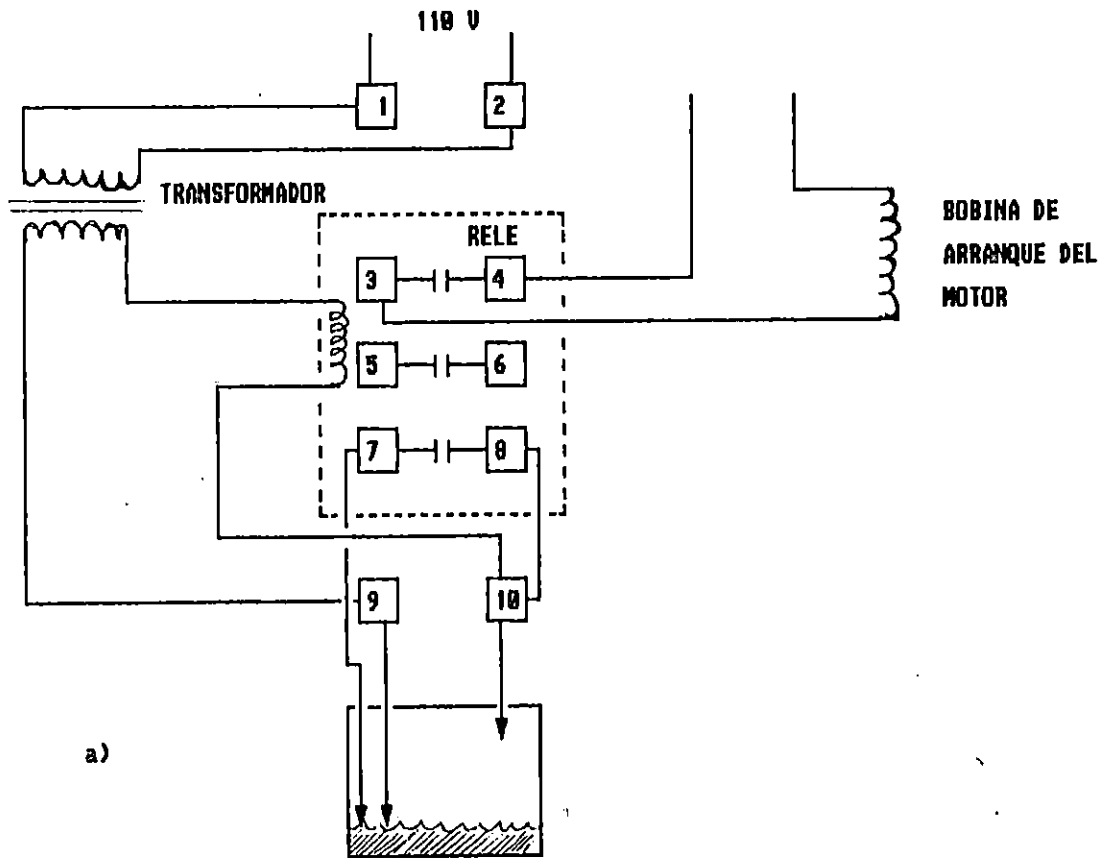 110 V
1
2
TRANSFORMADOR
RELE
3
4
BOBINA DE
ARRANQUE DEL
MOTOR
5
6
7
8
9
10
a)